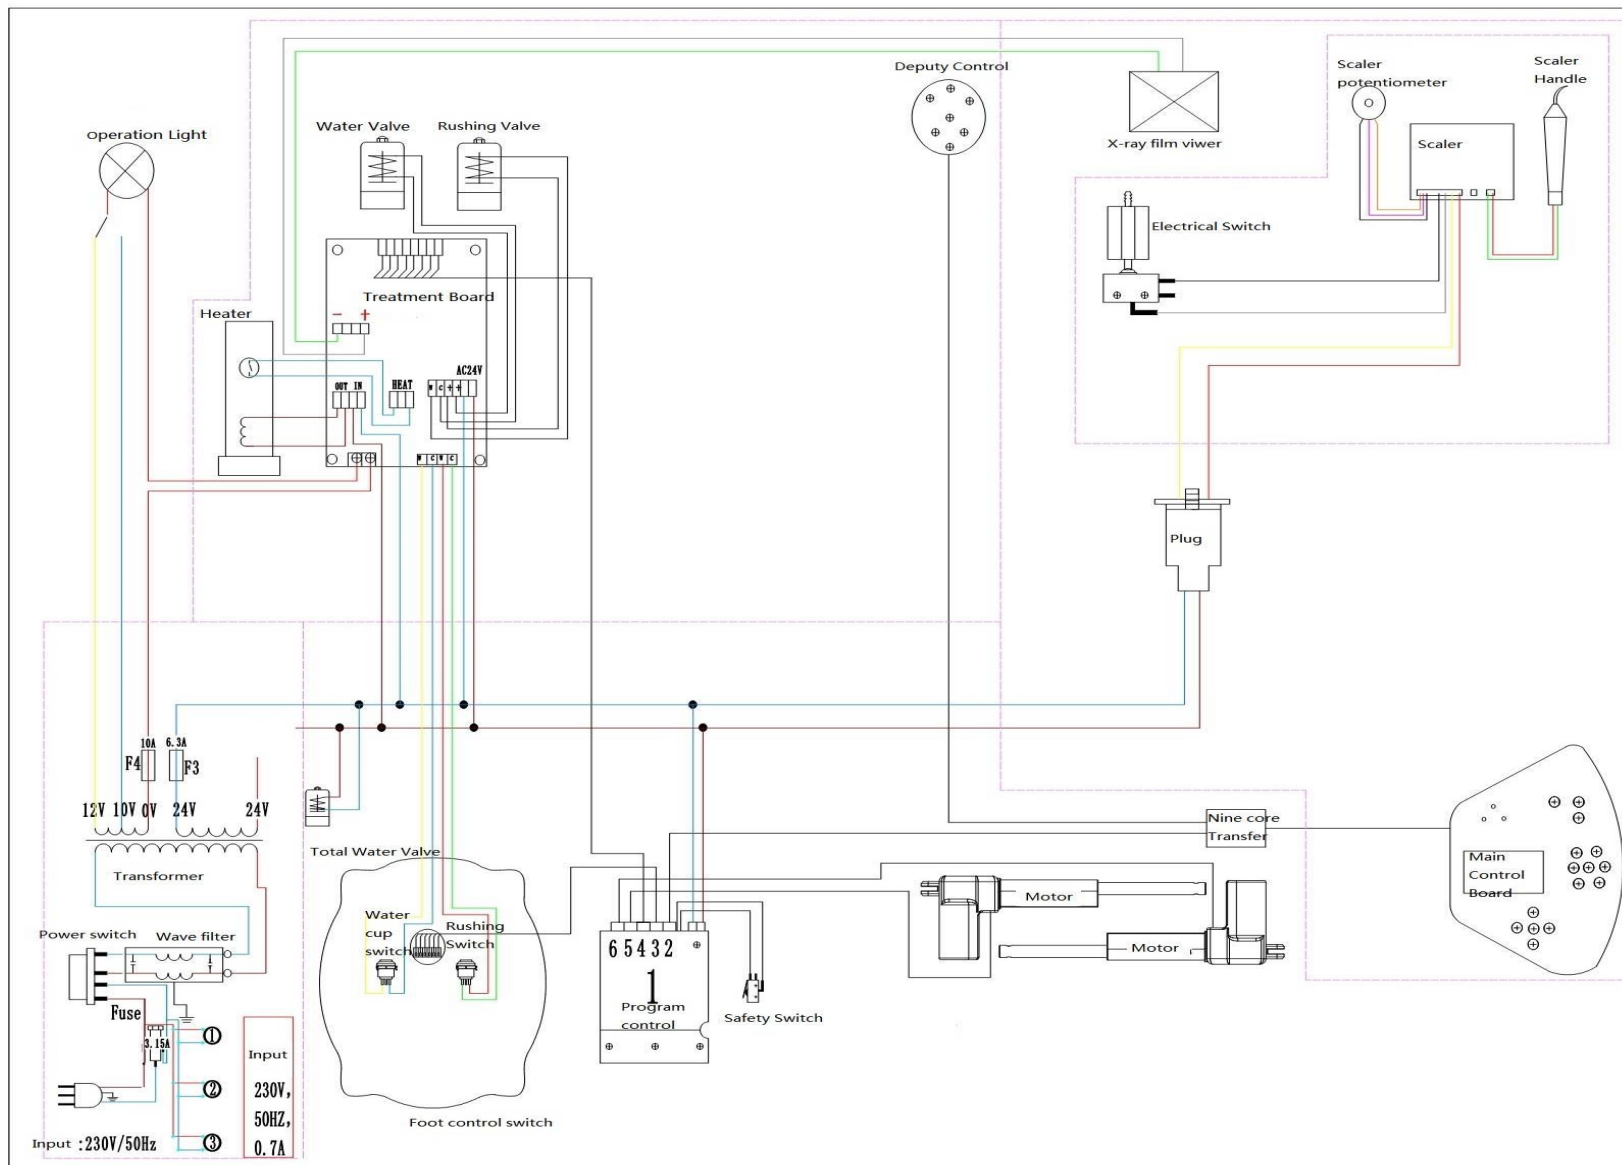 Deputy Control
Scaler
potentiometer
Scaler
Handle
Operation Light
Water Valve
Rushing Valve
X-ray film viwer
Scaler
Electrical Switch
Treatment Board
Heater
- +
OUT IN
HEAT
AC24V
W C + +
W C W C
Plug
10A
6.3A
F4
F3
12V 10V 0V 24V 24V
Transformer
Total Water Valve
Nine core
Transfer
Main
Control
Board
Motor
Motor
Water
cup
switch
Rushing
Switch
Power switch
Wave filter
6 5 4 3 2
1
Program
control
Safety Switch
Fuse
3.15A
1
2
3
Input
230V,
50HZ,
0.7A
Foot control switch
Input :230V/50Hz